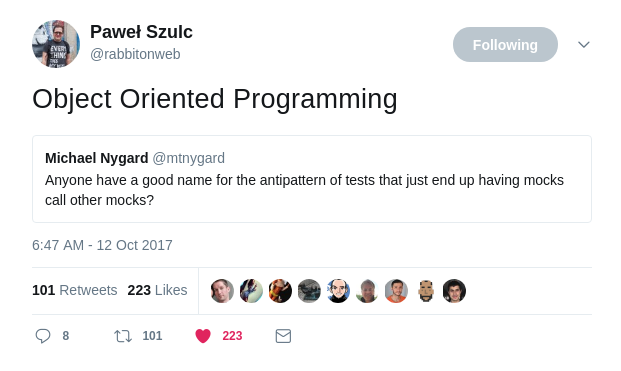 Paweł Szulc
@rabbitonweb
Following
Object Oriented Programming
Michael Nygard @mtnygard
Anyone have a good name for the antipattern of tests that just end up having mocks
call other mocks?
6:47 AM - 12 Oct 2017
101 Retweets 223 Likes
8 101 223